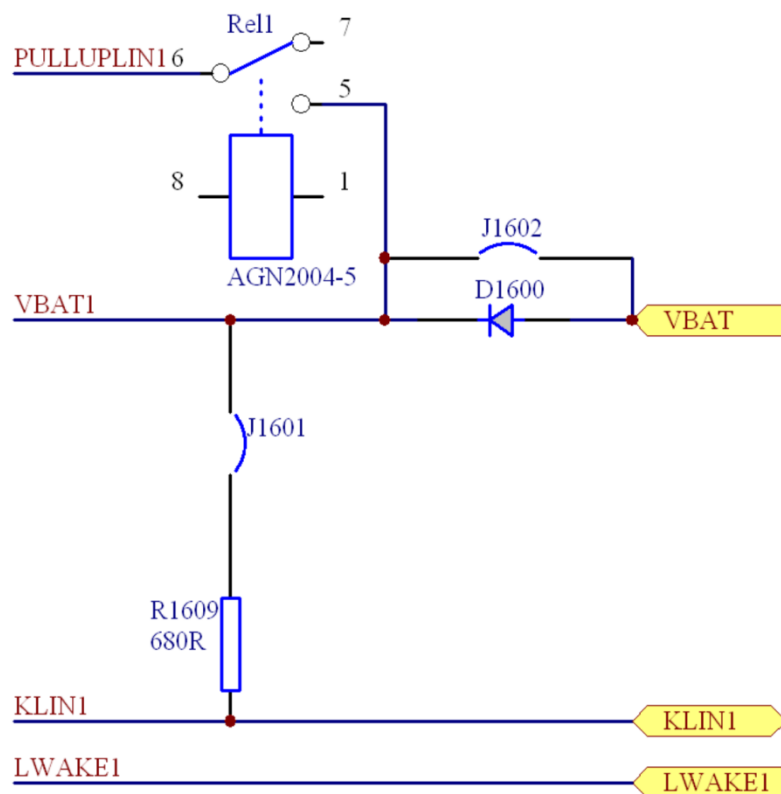 Rel1
7
PULLUPLIN1 6
5
8
1
J1602
AGN2004-5
D1600
VBAT1
VBAT
J1601
R1609
680R
KLIN1
KLIN1
LWAKE1
LWAKE1